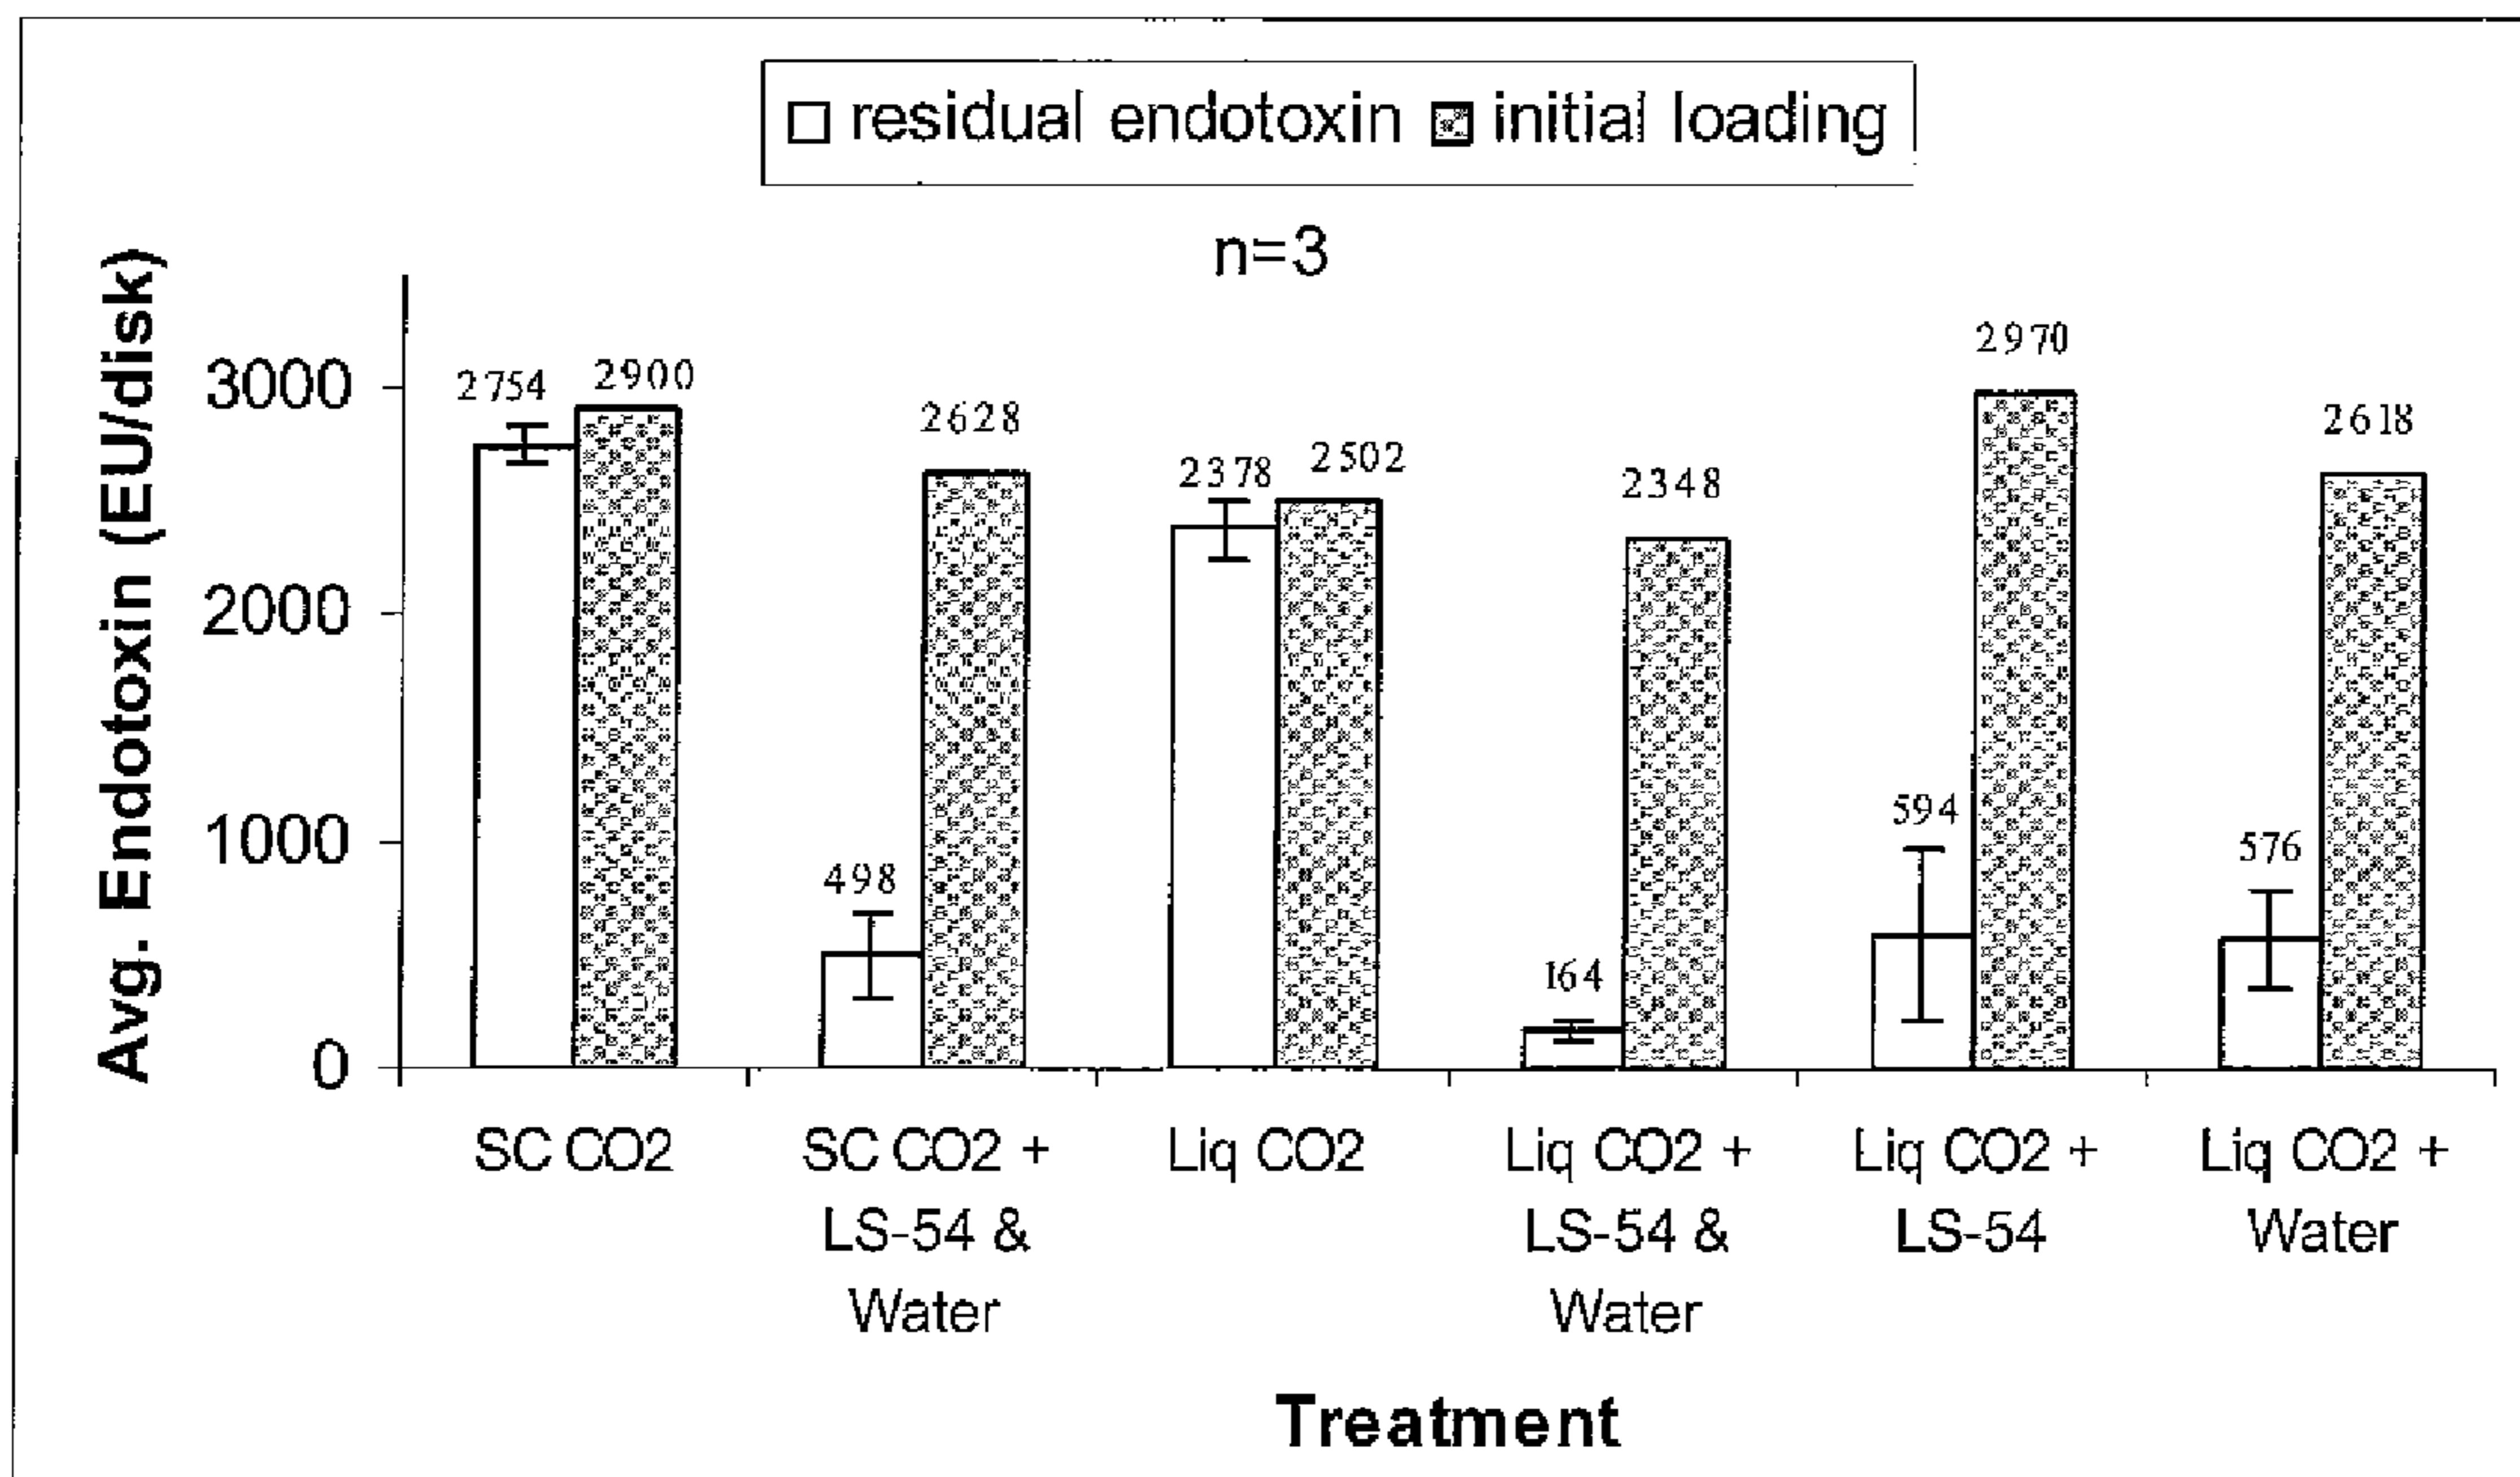 residual endotoxin initial loading
n=3
Avg. Endotoxin (EU/disk)
3000
2000
1000
0
2754
2900
498
2628
2378
2502
164
2348
594
2970
576
2618
SC CO2
SC CO2 +
LS-54 &
Water
Liq CO2
Liq CO2 +
LS-54 &
Water
Liq CO2 +
LS-54
Liq CO2 +
Water
Treatment